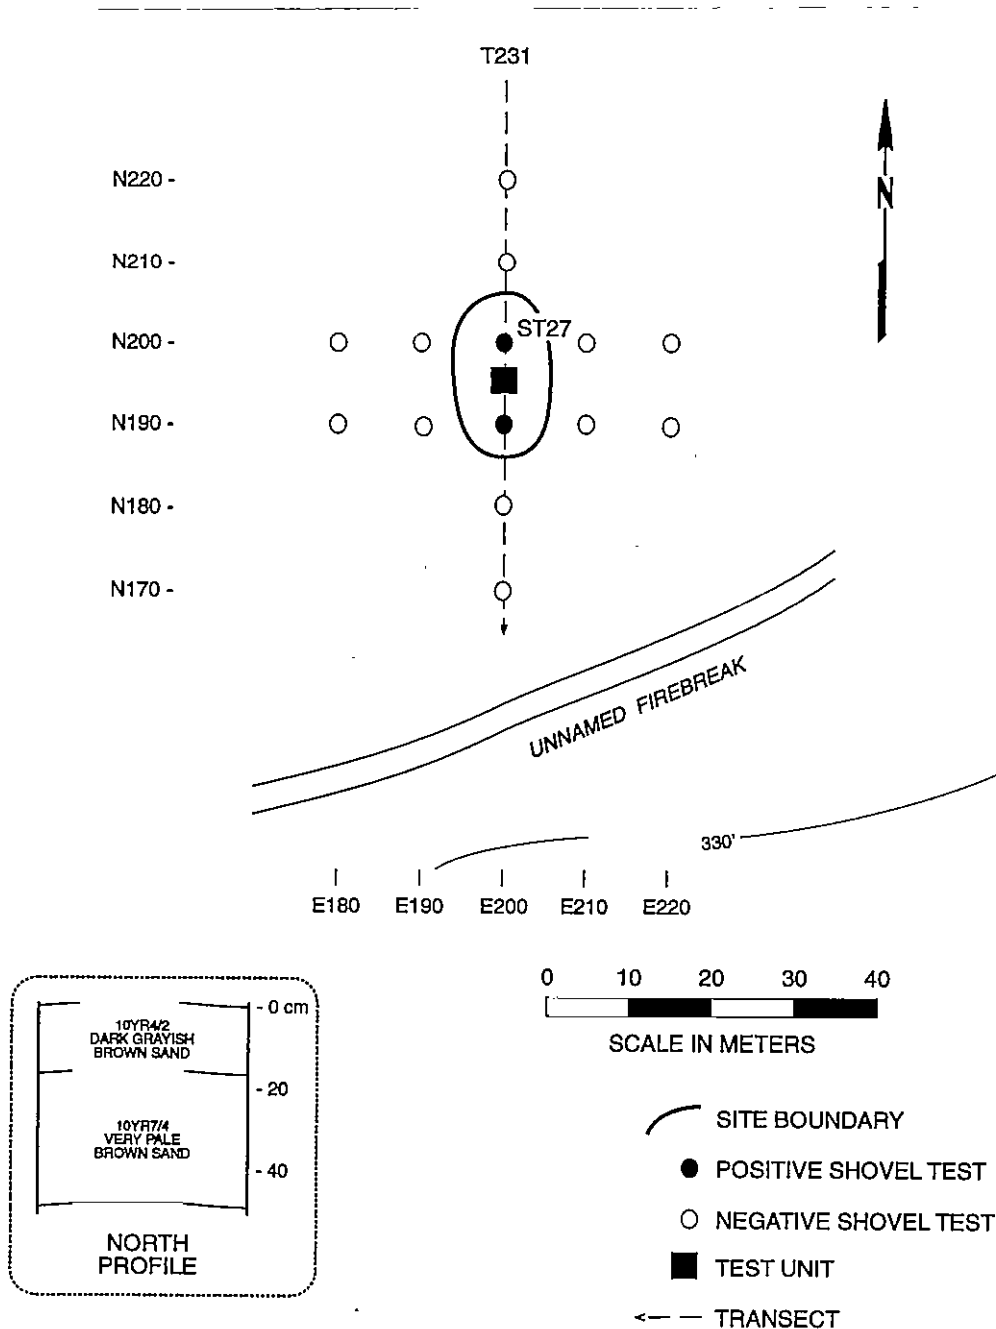 T231
N
N220 -
N210 -
N200 -
ST27
N190 -
N180 -
N170 -
UNNAMED FIREBREAK
330'
E180 E190 E200 E210 E220
0 10 20 30 40
SCALE IN METERS
- 0 cm
10YR4/2
DARK GRAYISH
BROWN SAND
- 20
10YR7/4
VERY PALE
BROWN SAND
- 40
NORTH
PROFILE
SITE BOUNDARY
POSITIVE SHOVEL TEST
NEGATIVE SHOVEL TEST
TEST UNIT
TRANSECT